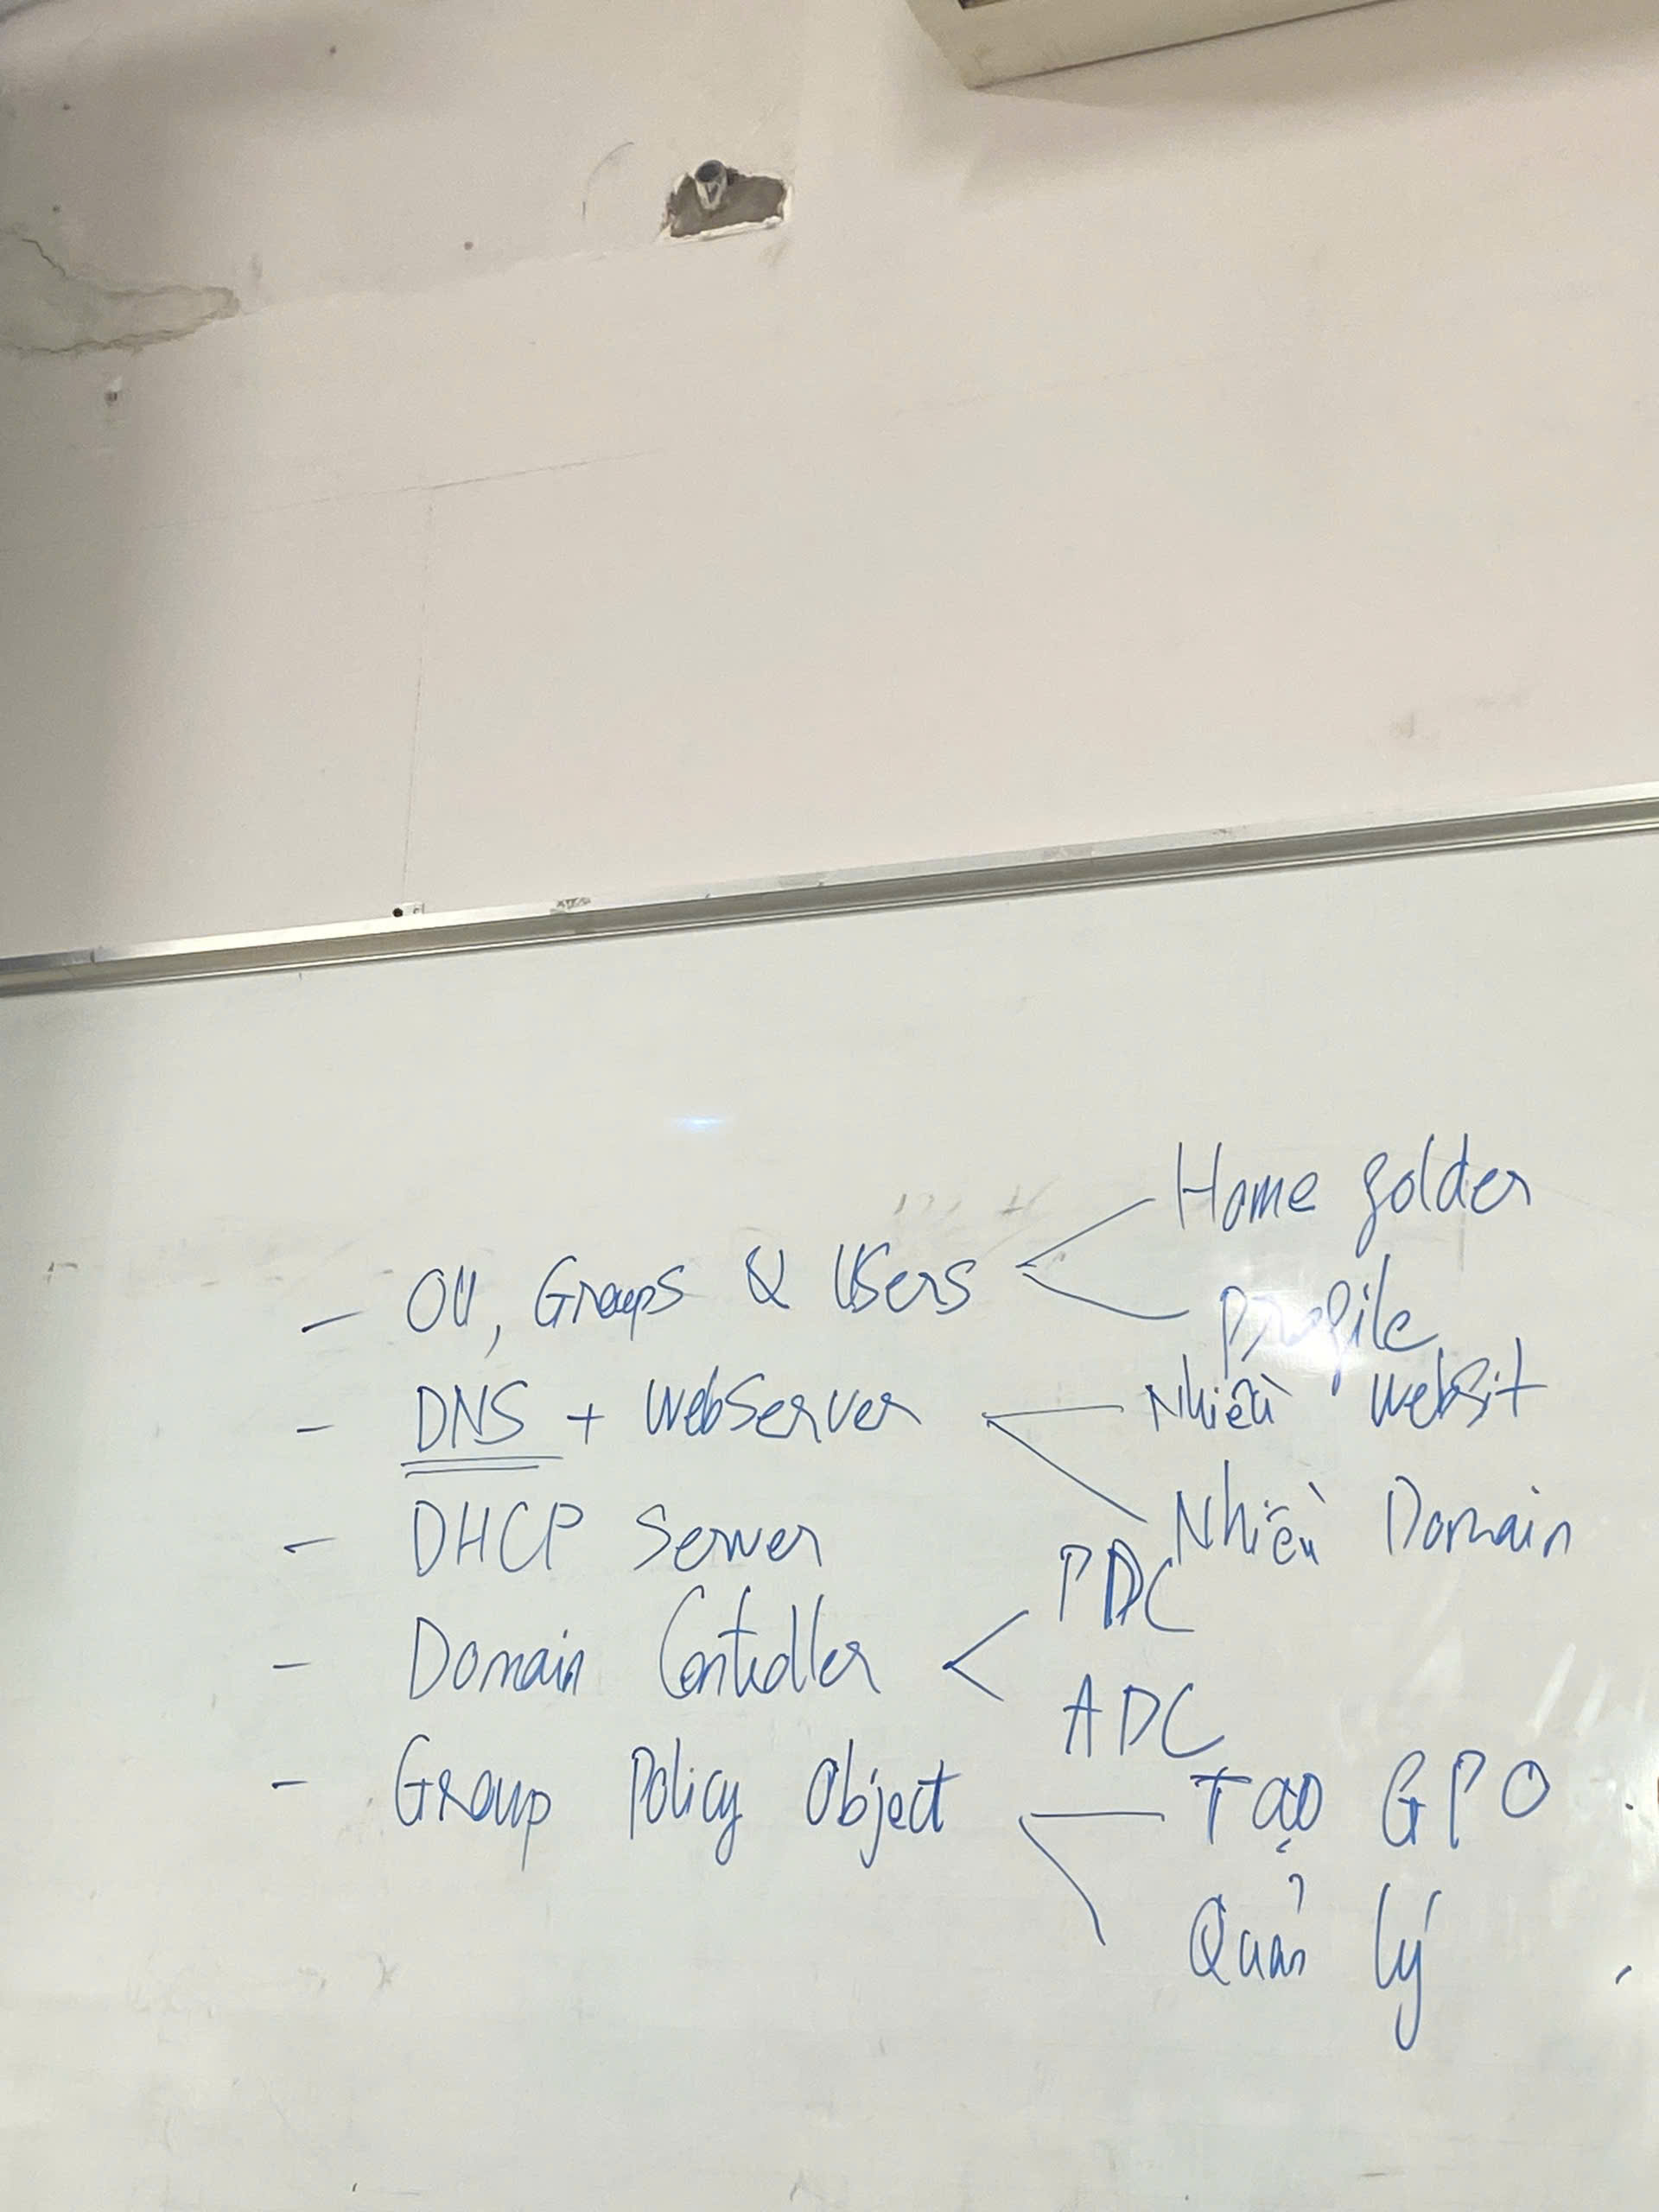 Home folder
- OU, Groups & Users
Profile
- DNS + WebServer
Nhiều Websit
Nhiều Domain
- DHCP Server
PDC
- Domain Controller
ADC
- Group Policy Object
Tạo GPO
Quản lý